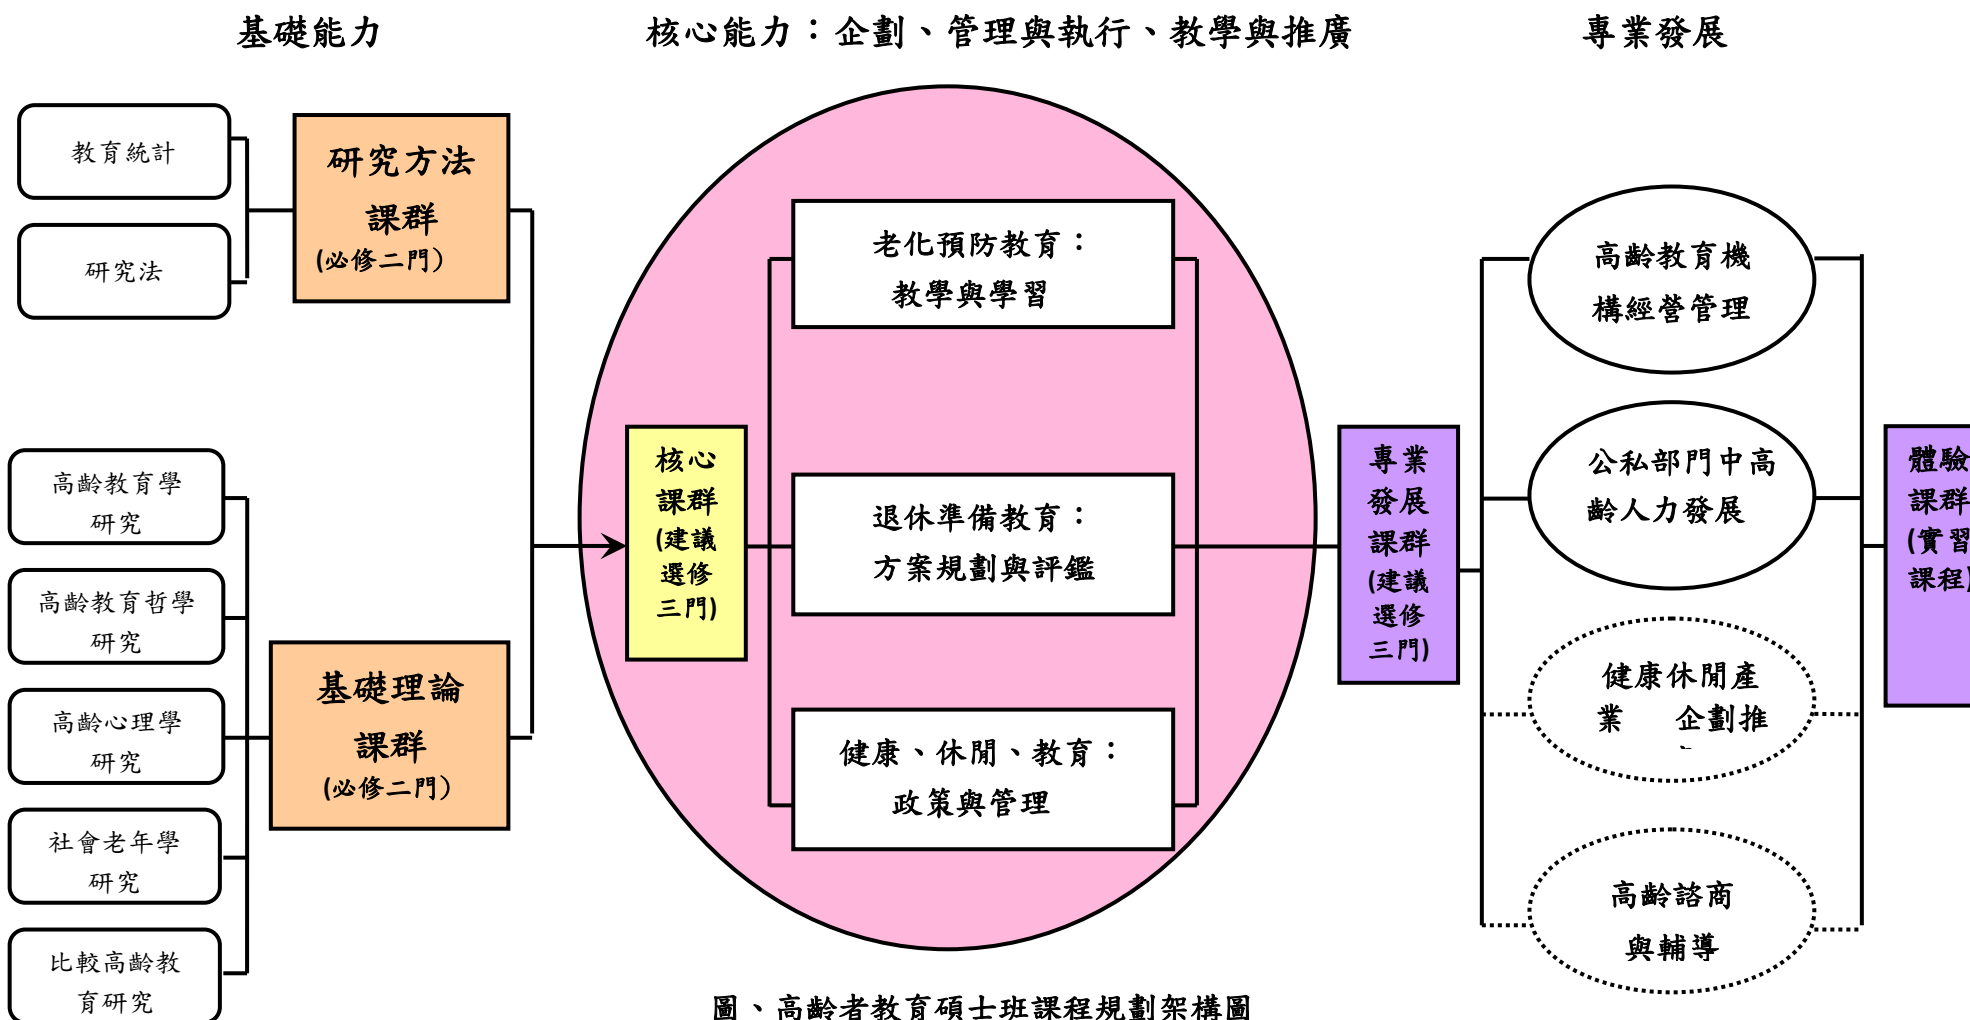 基礎能力
核心能力：企劃、管理與執行、教學與推廣
專業發展
教育統計
研究法
研究方法
課群
(必修二門)
高齡教育學
研究
高齡教育哲學
研究
高齡心理學
研究
社會老年學
研究
比較高齡教
育研究
基礎理論
課群
(必修二門)
核心
課群
(建議
選修
三門)
老化預防教育：
教學與學習
退休準備教育：
方案規劃與評鑑
健康、休閒、教育：
政策與管理
專業
發展
課群
(建議
選修
三門)
高齡教育機
構經營管理
公私部門中高
齡人力發展
健康休閒產
業 企劃推
高齡諮商
與輔導
體驗
課群
(實習
課程)
圖、高齡者教育碩士班課程規劃架構圖